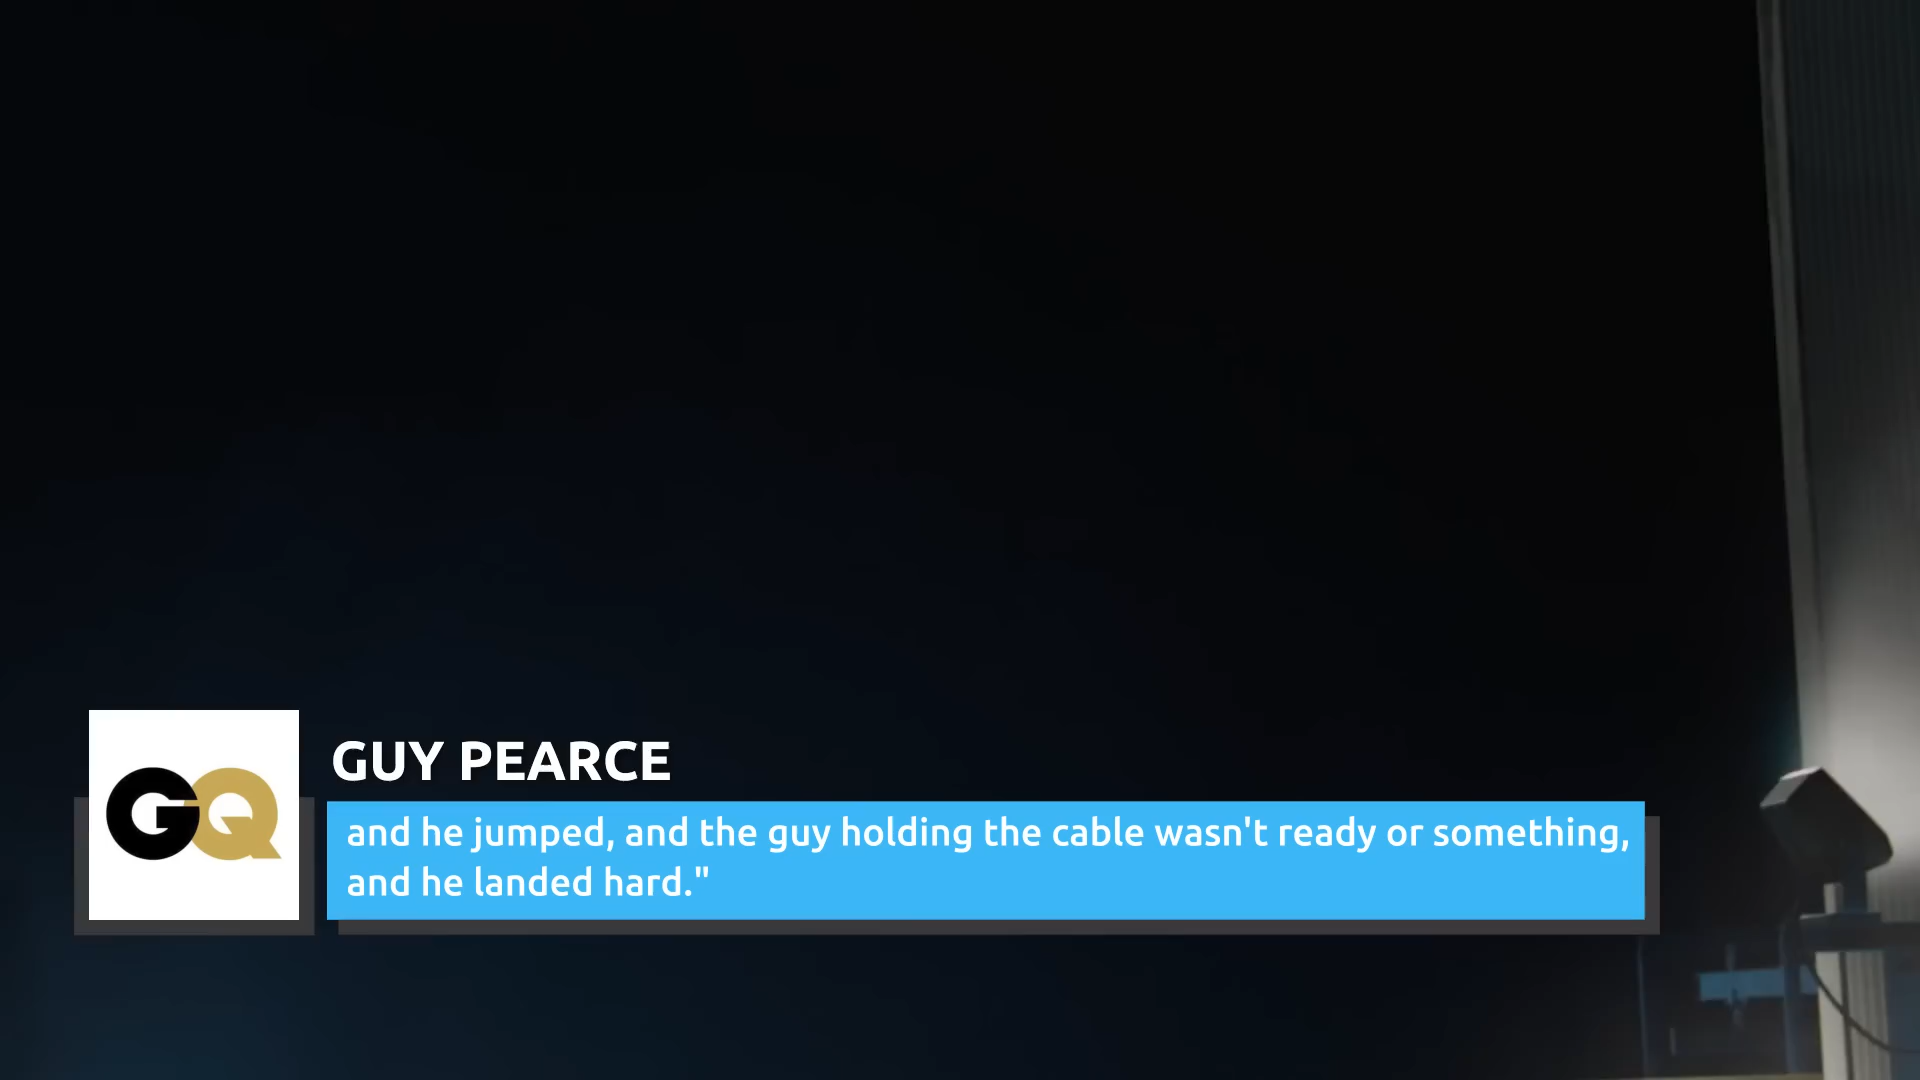 GQ
GUY PEARCE
and he jumped, and the guy holding the cable wasn't ready or something,
and he landed hard."